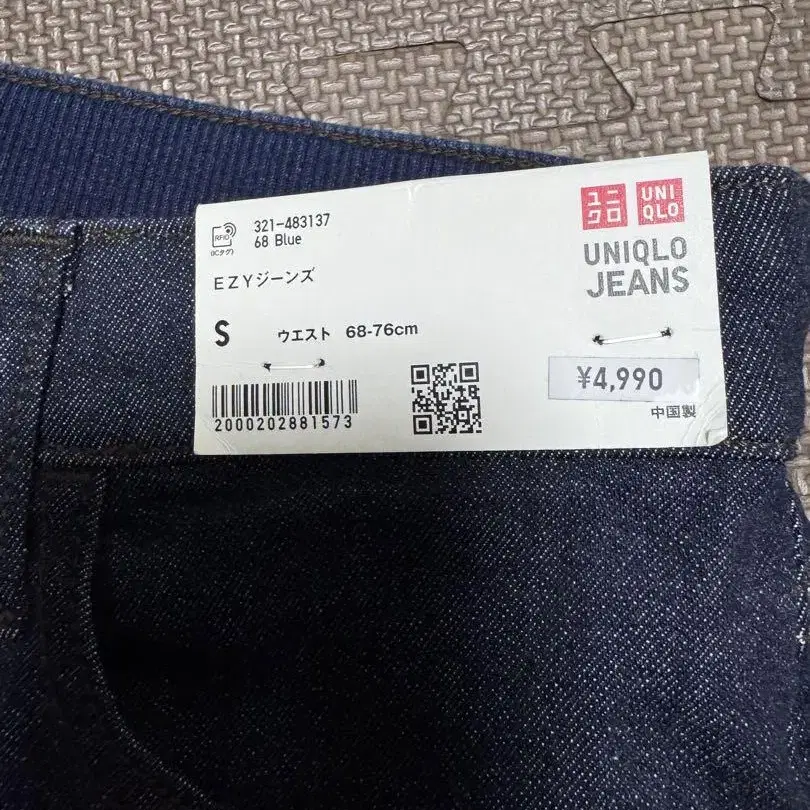 RFID
(ICタグ)
321-483137
68 Blue
ユニ
クロ
UNI
QLO
UNIQLO
JEANS
EZYジーンズ
S ウエスト 68-76cm
¥4,990
2000202881573
中国製